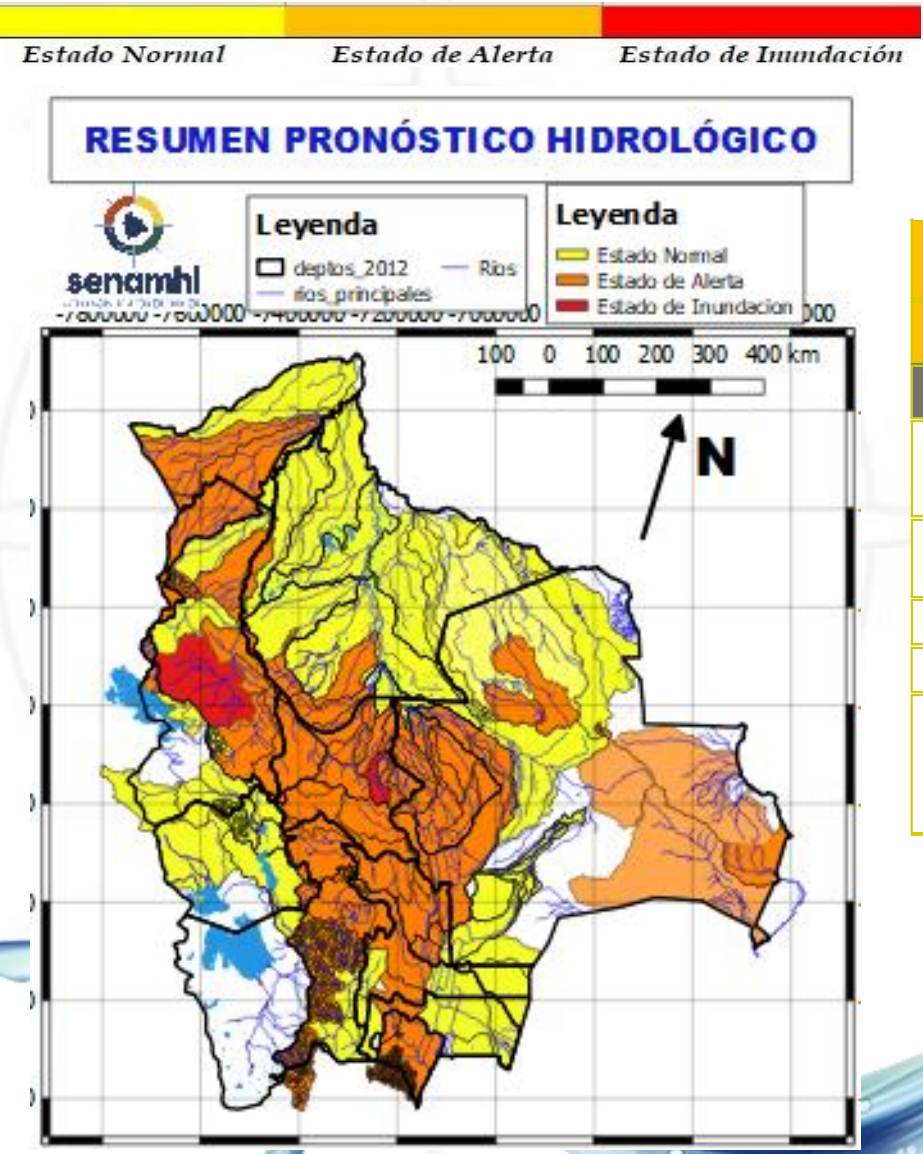 Estado Normal Estado de Alerta Estado de Inundación
RESUMEN PRONÓSTICO HIDROLÓGICO
senamhi
Leyenda
deptos_2012 Rios
rios_principales
Leyenda
Estado Normal
Estado de Alerta
Estado de Inundacion
-7800000 -7600000 -7400000 -7200000 -7000000
100 0 100 200 300 400 km
N